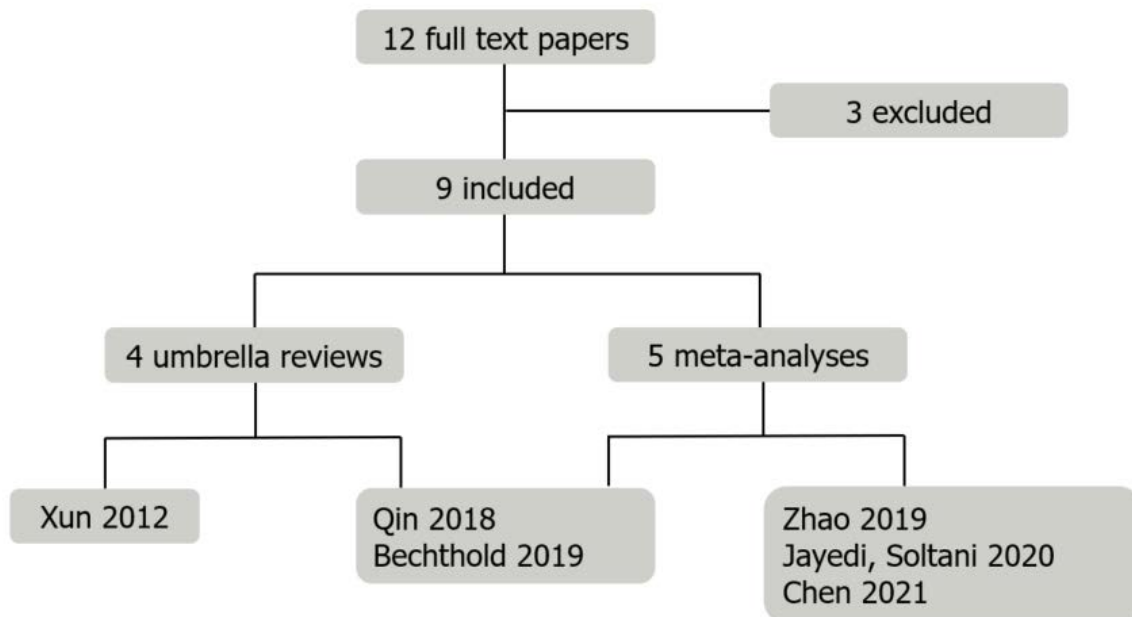 12 full text papers
3 excluded
9 included
4 umbrella reviews
5 meta-analyses
Xun 2012
Qin 2018
Bechthold 2019
Zhao 2019
Jayedi, Soltani 2020
Chen 2021